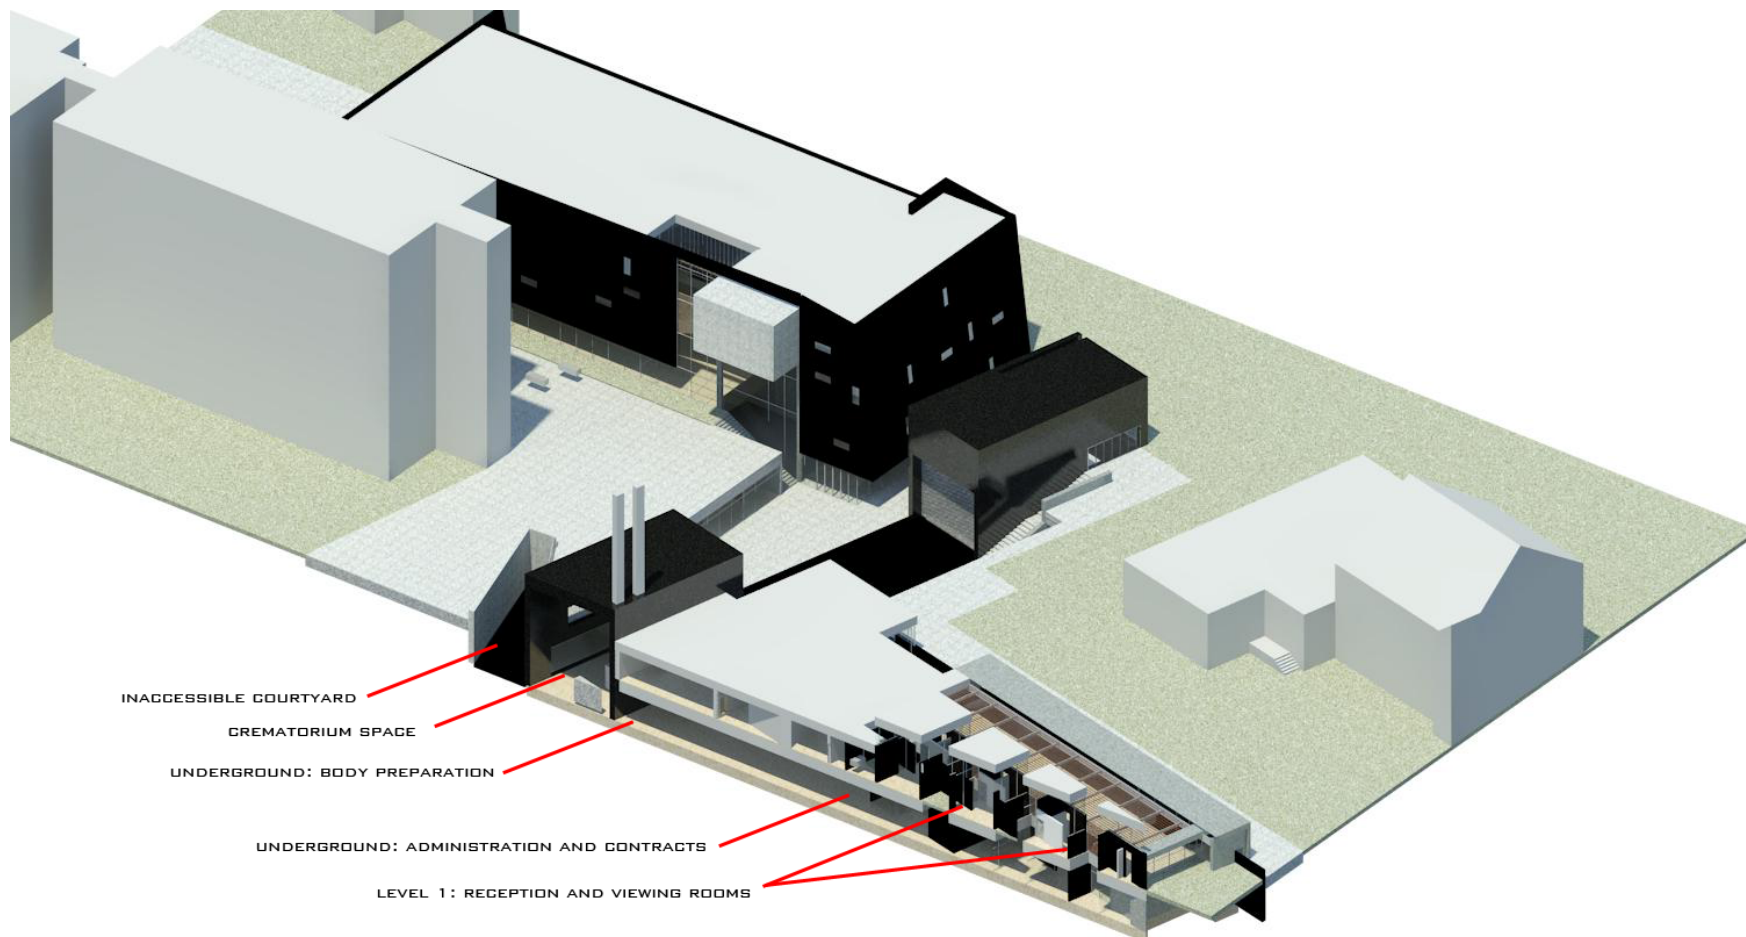 INACCESSIBLE COURTYARD
CREMATORIUM SPACE
UNDERGROUND: BODY PREPARATION
UNDERGROUND: ADMINISTRATION AND CONTRACTS
LEVEL 1: RECEPTION AND VIEWING ROOMS